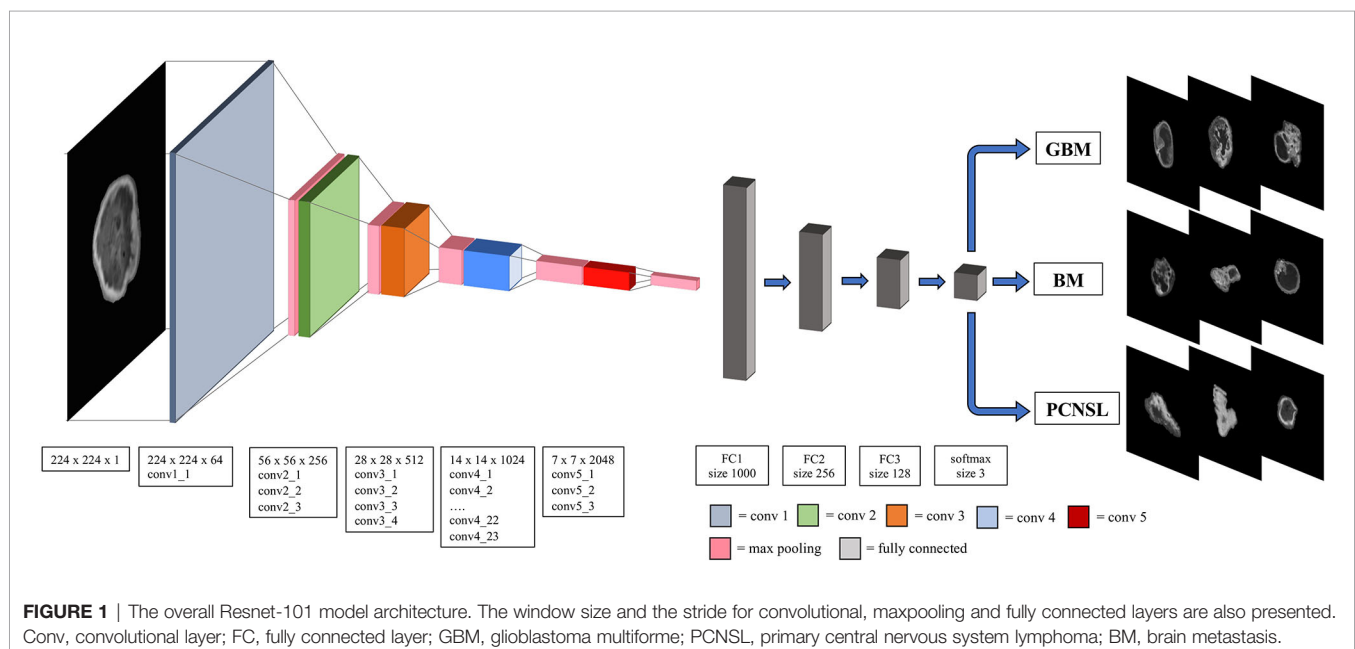 GBM
BM
PCNSL
224 x 224 x 1
224 x 224 x 64
conv1_1
56 x 56 x 256
conv2_1
conv2_2
conv2_3
28 x 28 x 512
conv3_1
conv3_2
conv3_3
conv3_4
14 x 14 x 1024
conv4_1
conv4_2
....
conv4_22
conv4_23
7 x 7 x 2048
conv5_1
conv5_2
conv5_3
FC1
size 1000
FC2
size 256
FC3
size 128
softmax
size 3
= conv 1 = conv 2 = conv 3 = conv 4 = conv 5
= max pooling = fully connected
FIGURE 1 | The overall Resnet-101 model architecture. The window size and the stride for convolutional, maxpooling and fully connected layers are also presented.
Conv, convolutional layer; FC, fully connected layer; GBM, glioblastoma multiforme; PCNSL, primary central nervous system lymphoma; BM, brain metastasis.